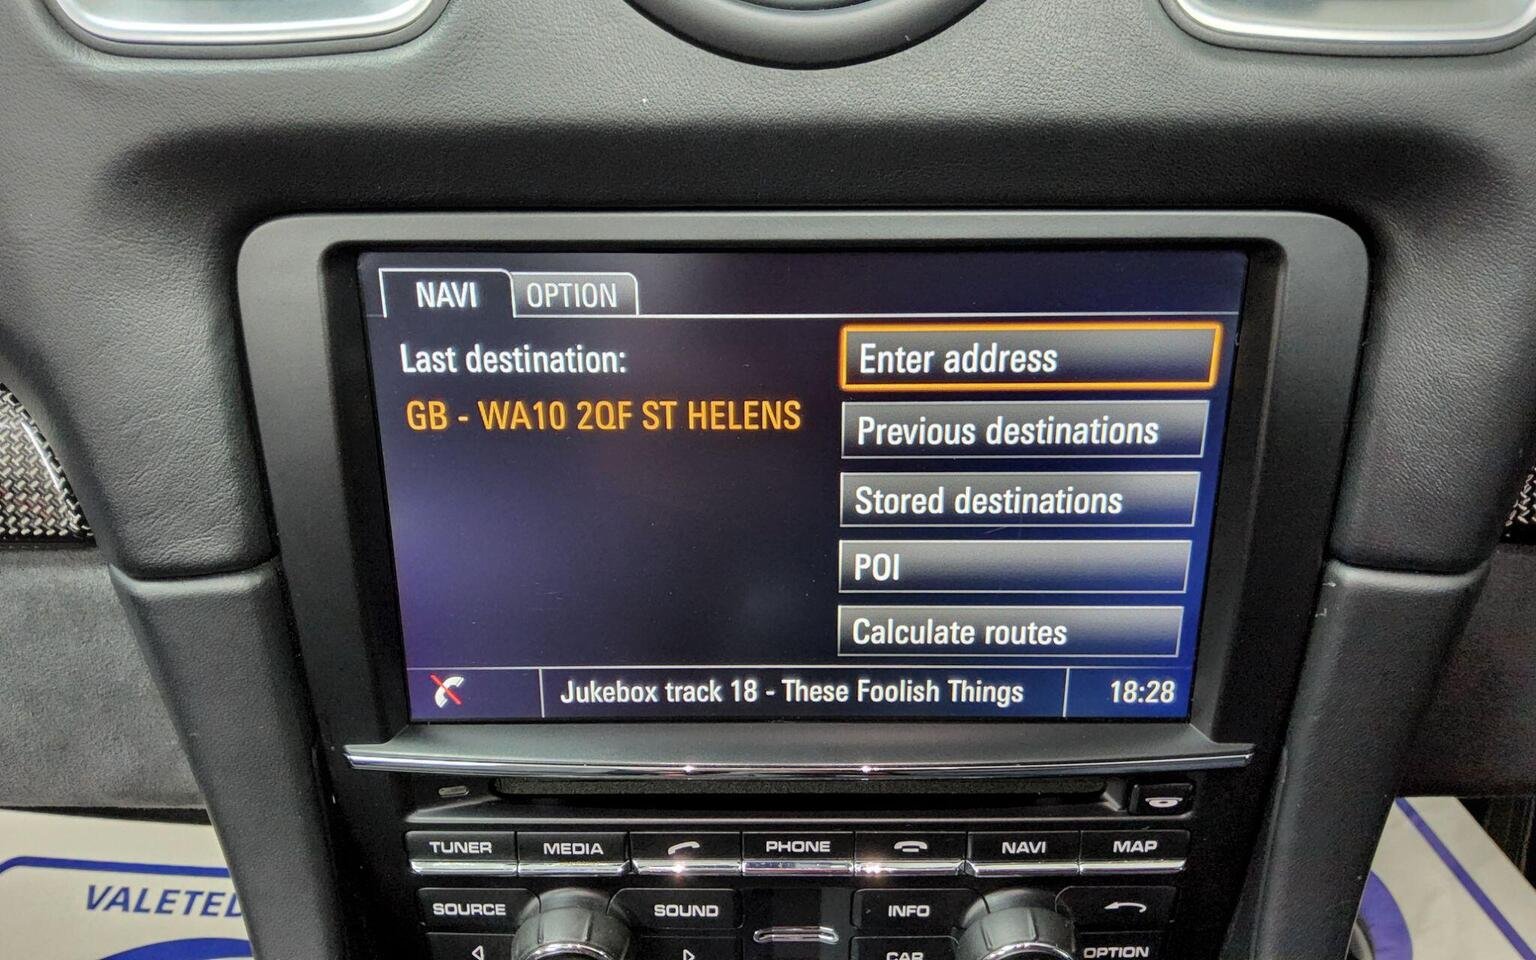 NAVI OPTION
Last destination:
GB - WA10 2QF ST HELENS
Enter address
Previous destinations
Stored destinations
POI
Calculate routes
Jukebox track 18 - These Foolish Things 18:28
TUNER MEDIA PHONE NAVI MAP
SOURCE SOUND INFO
CAR OPTION
VALETED